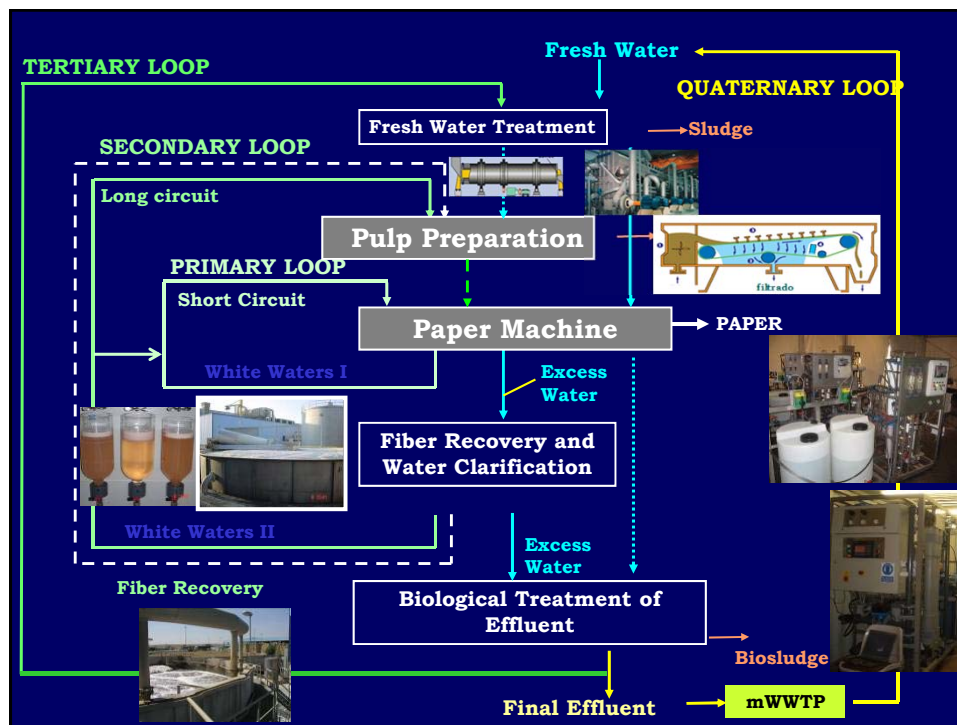 Fresh Water
TERTIARY LOOP
QUATERNARY LOOP
Fresh Water Treatment
Sludge
SECONDARY LOOP
Long circuit
Pulp Preparation
PRIMARY LOOP
Short Circuit
filtrado
Paper Machine
PAPER
White Waters I
Excess
Water
Fiber Recovery and
Water Clarification
White Waters II
Excess
Water
Fiber Recovery
Biological Treatment of
Effluent
Biosludge
Final Effluent
mWWTP